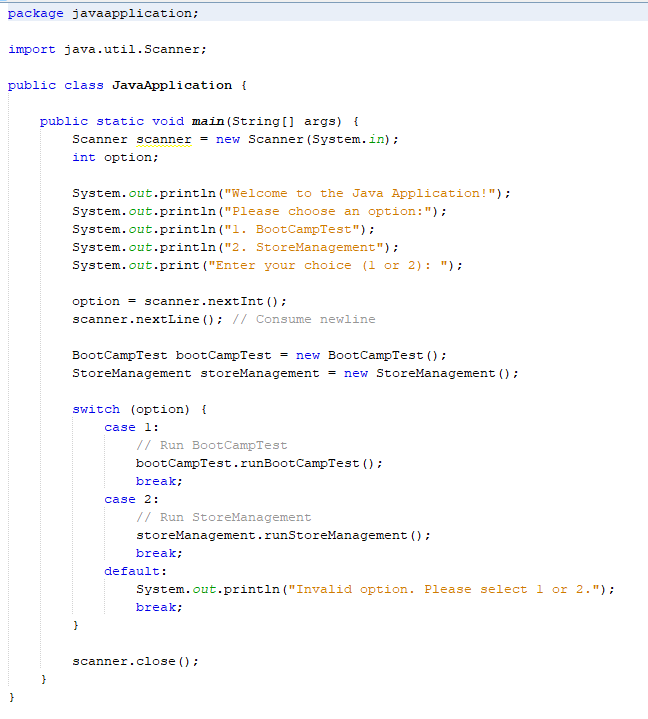 package javaapplication;
import java.util.Scanner;
public class JavaApplication {
public static void main(String[] args) {
Scanner scanner = new Scanner(System.in);
int option;
System.out.println("Welcome to the Java Application!");
System.out.println("Please choose an option:");
System.out.println("1. BootCampTest");
System.out.println("2. StoreManagement");
System.out.print("Enter your choice (1 or 2): ");
option = scanner.nextInt();
scanner.nextLine(); // Consume newline
BootCampTest bootCampTest = new BootCampTest();
StoreManagement storeManagement = new StoreManagement();
switch (option) {
case 1:
// Run BootCampTest
bootCampTest.runBootCampTest();
break;
case 2:
// Run StoreManagement
storeManagement.runStoreManagement();
break;
default:
System.out.println("Invalid option. Please select 1 or 2.");
break;
}
scanner.close();
}
}